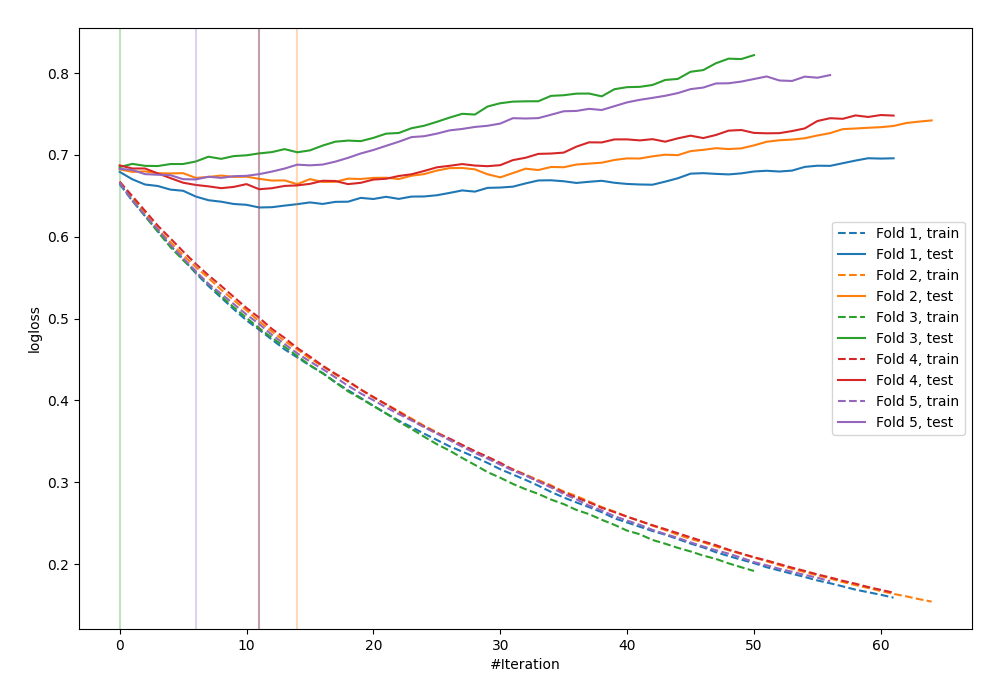 0.8
0.7
0.6
0.5
0.4
0.3
0.2
logloss
0 10 20 30 40 50 60
#Iteration
Fold 1, train
Fold 1, test
Fold 2, train
Fold 2, test
Fold 3, train
Fold 3, test
Fold 4, train
Fold 4, test
Fold 5, train
Fold 5, test